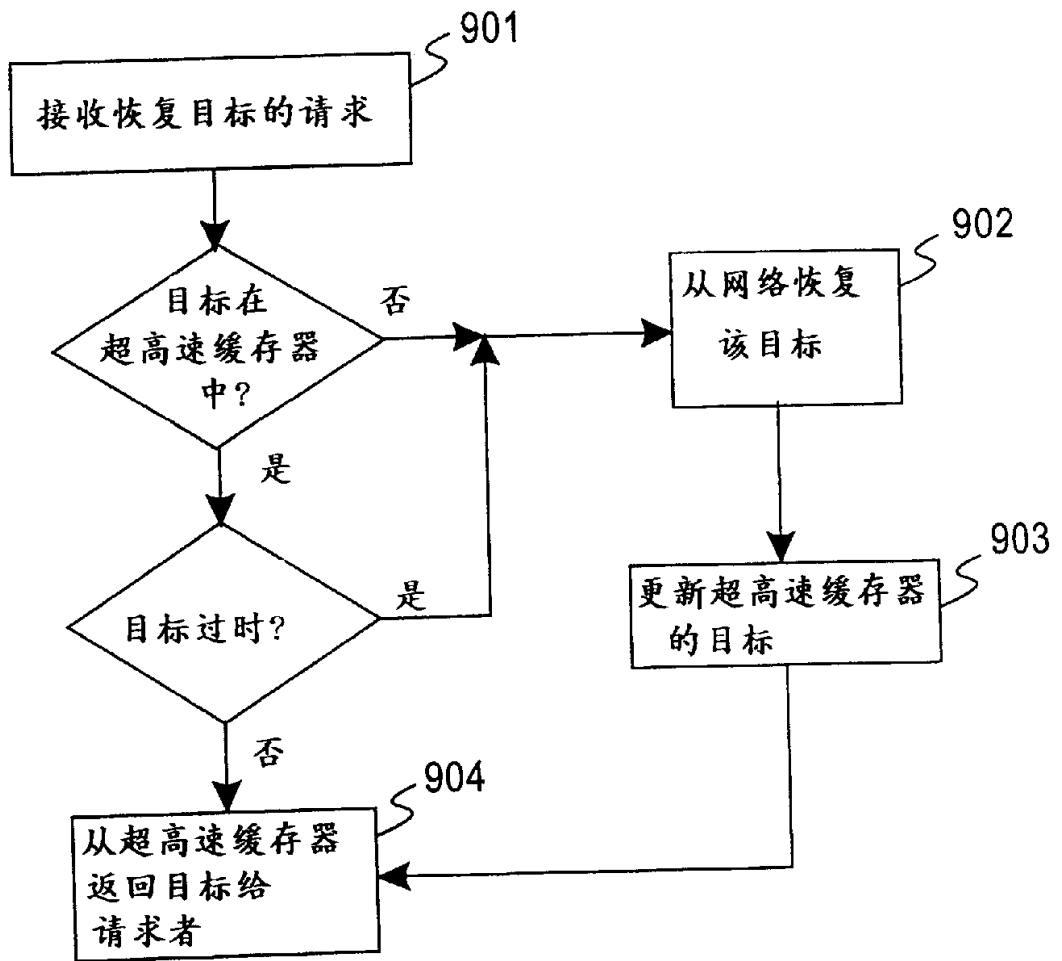 901
接收恢复目标的请求
目标在
超高速缓存器
中?
否
是
902
从网络恢复
该目标
目标过时?
是
否
903
更新超高速缓存器
的目标
904
从超高速缓存器
返回目标给
请求者